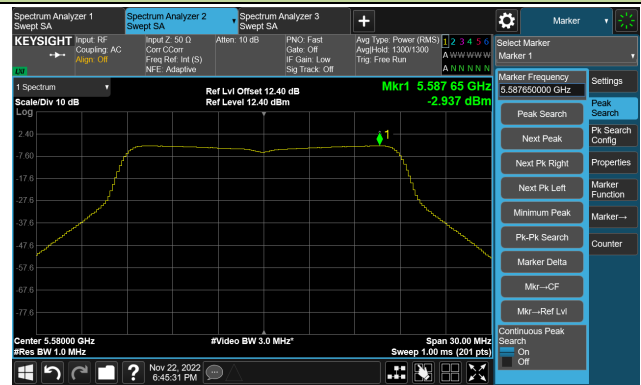 Spectrum Analyzer 1
Swept SA
Spectrum Analyzer 2
Swept SA
Spectrum Analyzer 3
Swept SA
Marker
KEYSIGHT
Input: RF
Coupling: AC
Align: Off
Input Z: 50 Ω
Corr CCorr
Freq Ref: Int (S)
NFE: Adaptive
Atten: 10 dB
PNO: Fast
Gate: Off
IF Gain: Low
Sig Track: Off
Avg Type: Power (RMS)
Avg|Hold: 1300/1300
Trig: Free Run
1 2 3 4 5 6
A W W W W W
A N N N N N
Select Marker
Marker 1
1 Spectrum
Scale/Div 10 dB
Log
Ref Lvl Offset 12.40 dB
Ref Level 12.40 dBm
Mkr1 5.587 65 GHz
-2.937 dBm
1
2.40
-7.60
-17.6
-27.6
-37.6
-47.6
-57.6
-67.6
-77.6
Center 5.58000 GHz
#Res BW 1.0 MHz
#Video BW 3.0 MHz*
Span 30.00 MHz
Sweep 1.00 ms (201 pts)
Marker Frequency
5.587650000 GHz
Peak Search
Next Peak
Next Pk Right
Next Pk Left
Minimum Peak
Pk-Pk Search
Marker Delta
Mkr→CF
Mkr→Ref Lvl
Continuous Peak
Search
On
Off
Settings
Peak
Search
Pk Search
Config
Properties
Marker
Function
Marker→
Counter
?
Nov 22, 2022
6:45:31 PM